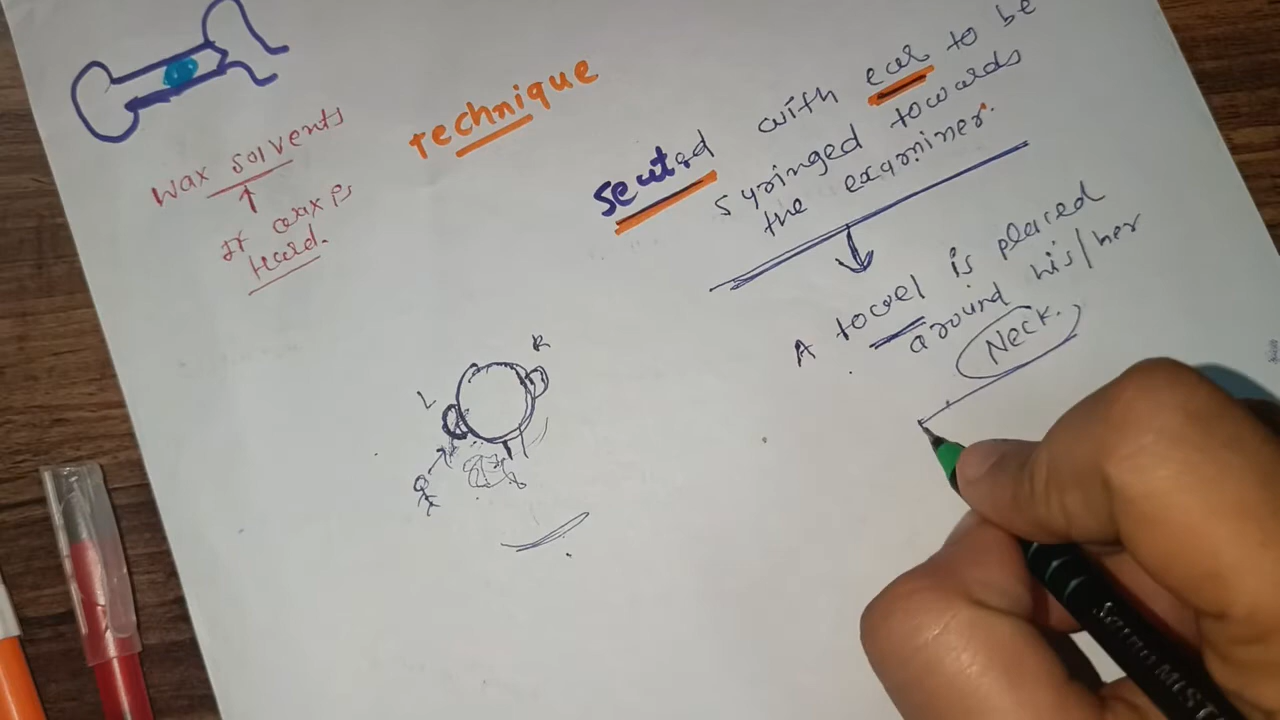 Wax solvents
If wax is
Hard.
Technique
Seated with ear to be
syringed towards
the examiner.
A towel is placed
around his/her
Neck.
L
R